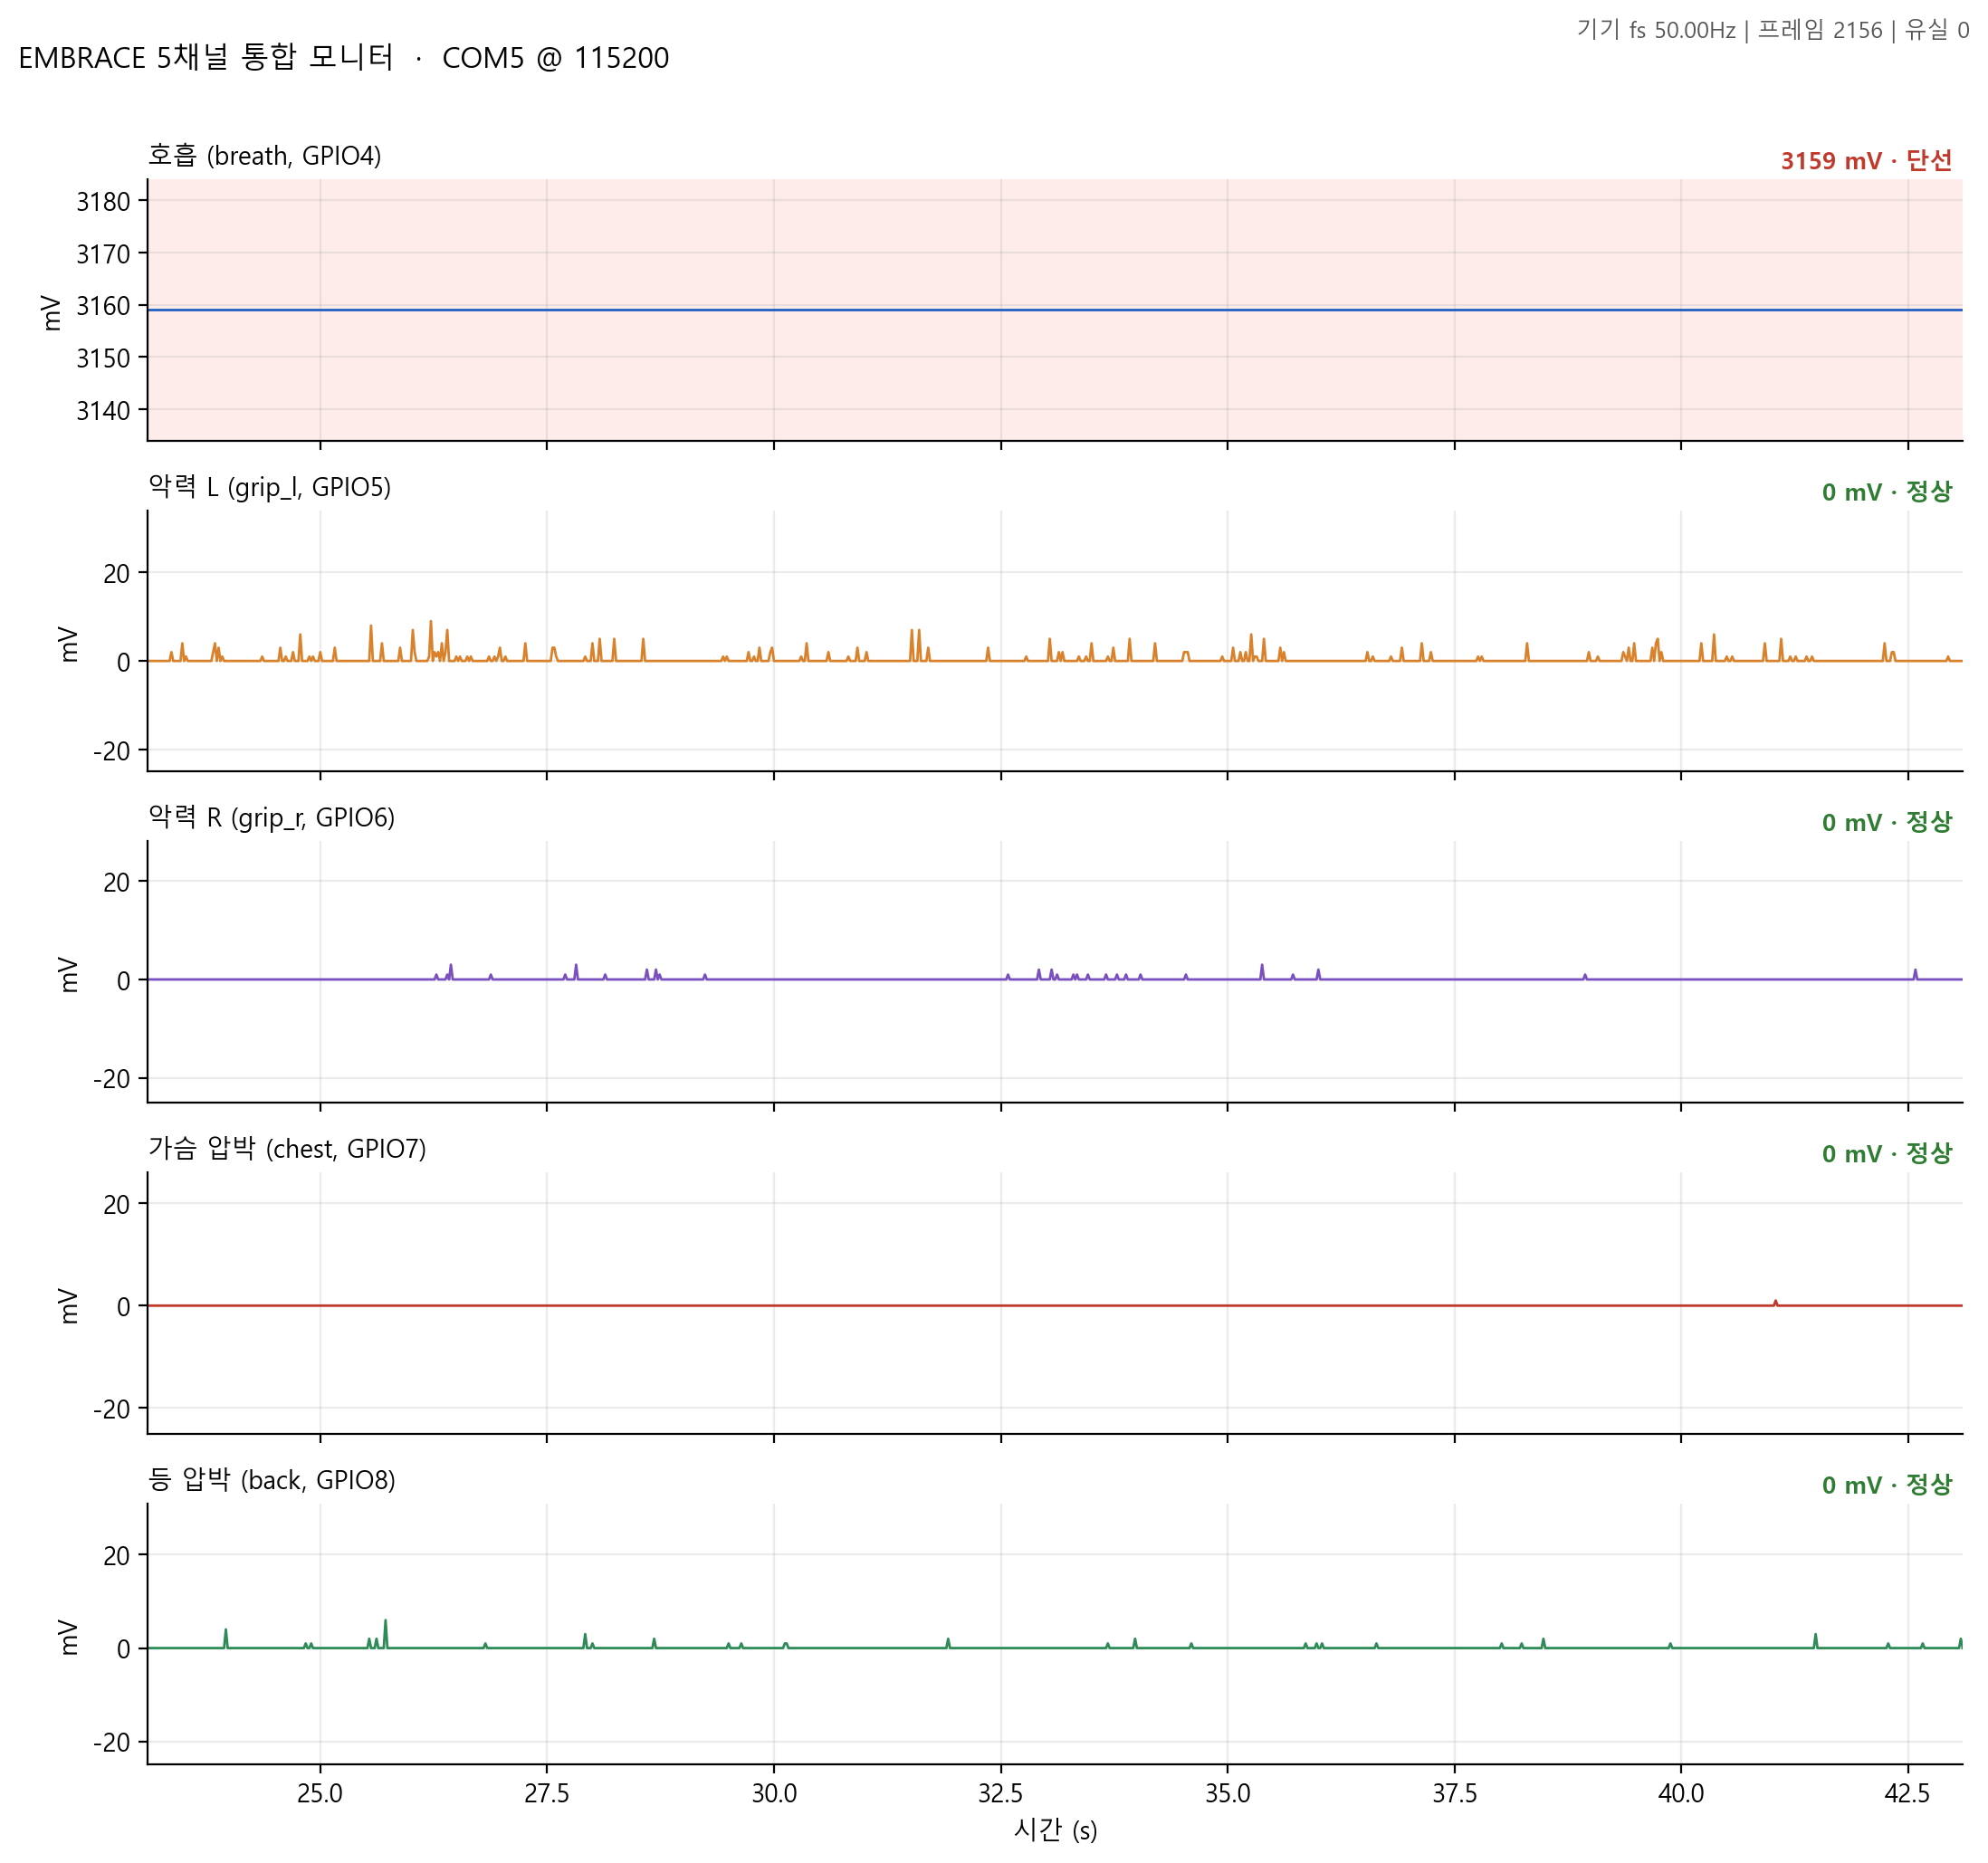 기기 fs 50.00Hz | 프레임 2156 | 유실 0
EMBRACE 5채널 통합 모니터 · COM5 @ 115200
호흡 (breath, GPIO4)
3159 mV · 단선
3180
3170
3160
3150
3140
mV
악력 L (grip_l, GPIO5)
0 mV · 정상
20
0
-20
mV
악력 R (grip_r, GPIO6)
0 mV · 정상
20
0
-20
mV
가슴 압박 (chest, GPIO7)
0 mV · 정상
20
0
-20
mV
등 압박 (back, GPIO8)
0 mV · 정상
20
0
-20
mV
25.0 27.5 30.0 32.5 35.0 37.5 40.0 42.5
시간 (s)